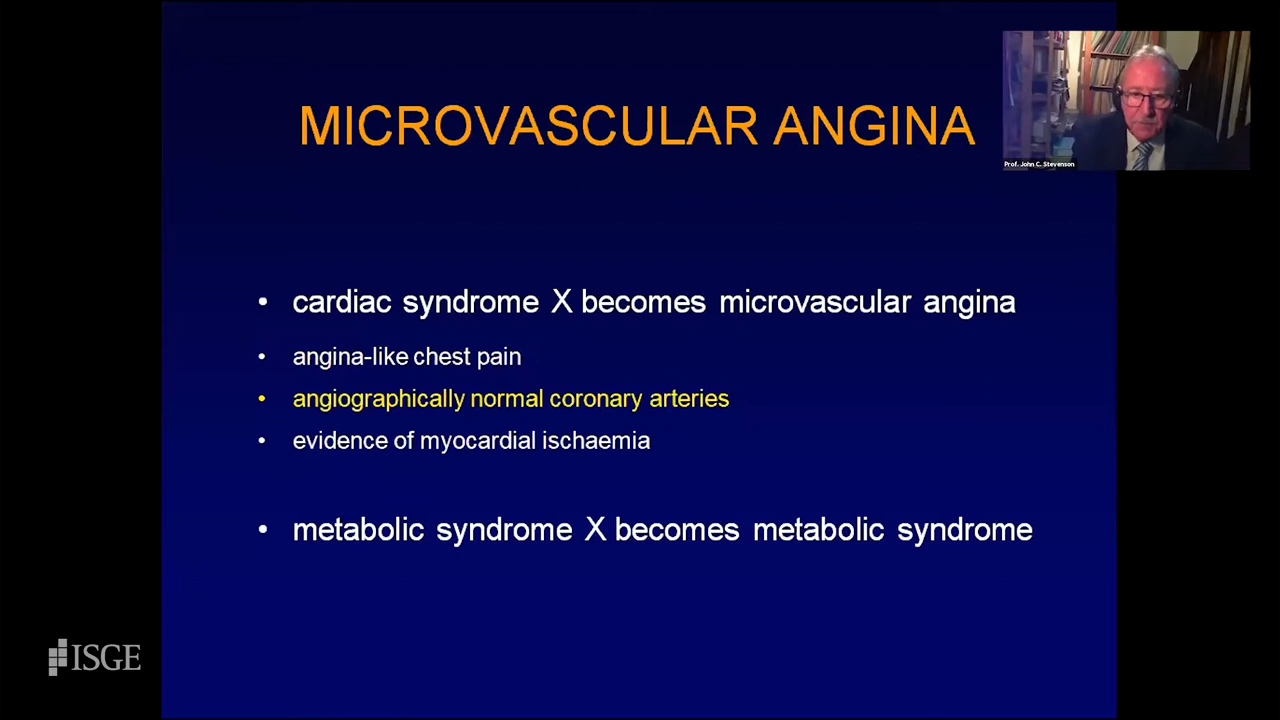 MICROVASCULAR ANGINA
Prof. John C. Stevenson
• cardiac syndrome X becomes microvascular angina
• angina-like chest pain
• angiographically normal coronary arteries
• evidence of myocardial ischaemia
• metabolic syndrome X becomes metabolic syndrome
ISGE